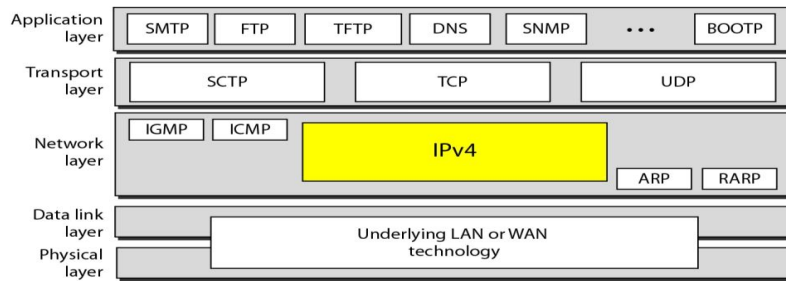 Application layer
SMTP FTP TFTP DNS SNMP ... BOOTP
Transport layer
SCTP TCP UDP
Network layer
IGMP ICMP IPv4
ARP RARP
Data link layer
Underlying LAN or WAN
technology
Physical layer